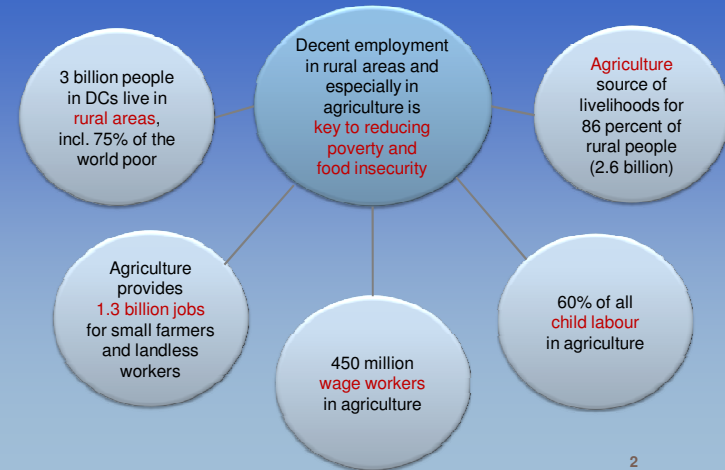 3 billion people
in DCs live in
rural areas,
incl. 75% of the
world poor
Decent employment
in rural areas and
especially in
agriculture is
key to reducing
poverty and
food insecurity
Agriculture
source of
livelihoods for
86 percent of
rural people
(2.6 billion)
Agriculture
provides
1.3 billion jobs
for small farmers
and landless
workers
450 million
wage workers
in agriculture
60% of all
child labour
in agriculture
2